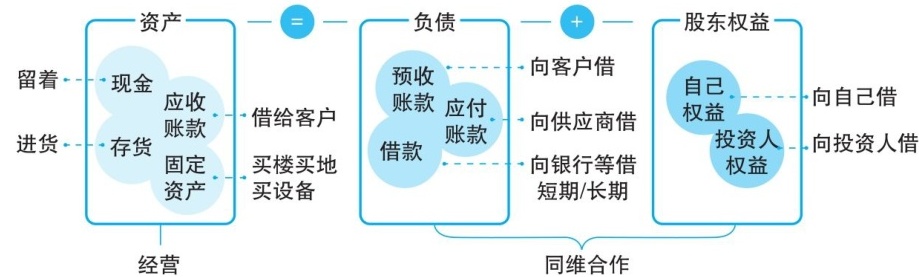 资产
=
负债
+
股东权益
留着
现金
应收
账款
借给客户
进货
存货
固定
资产
买楼买地
买设备
预收
账款
向客户借
应付
账款
向供应商借
借款
向银行等借
短期/长期
自己
权益
向自己借
投资人
权益
向投资人借
经营
同维合作